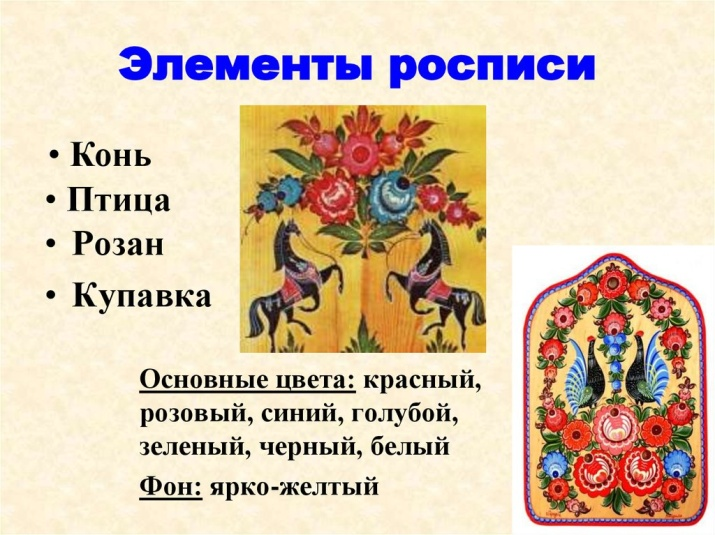 Элементы росписи
• Конь
• Птица
• Розан
• Купавка
Основные цвета: красный,
розовый, синий, голубой,
зеленый, черный, белый
Фон: ярко-желтый